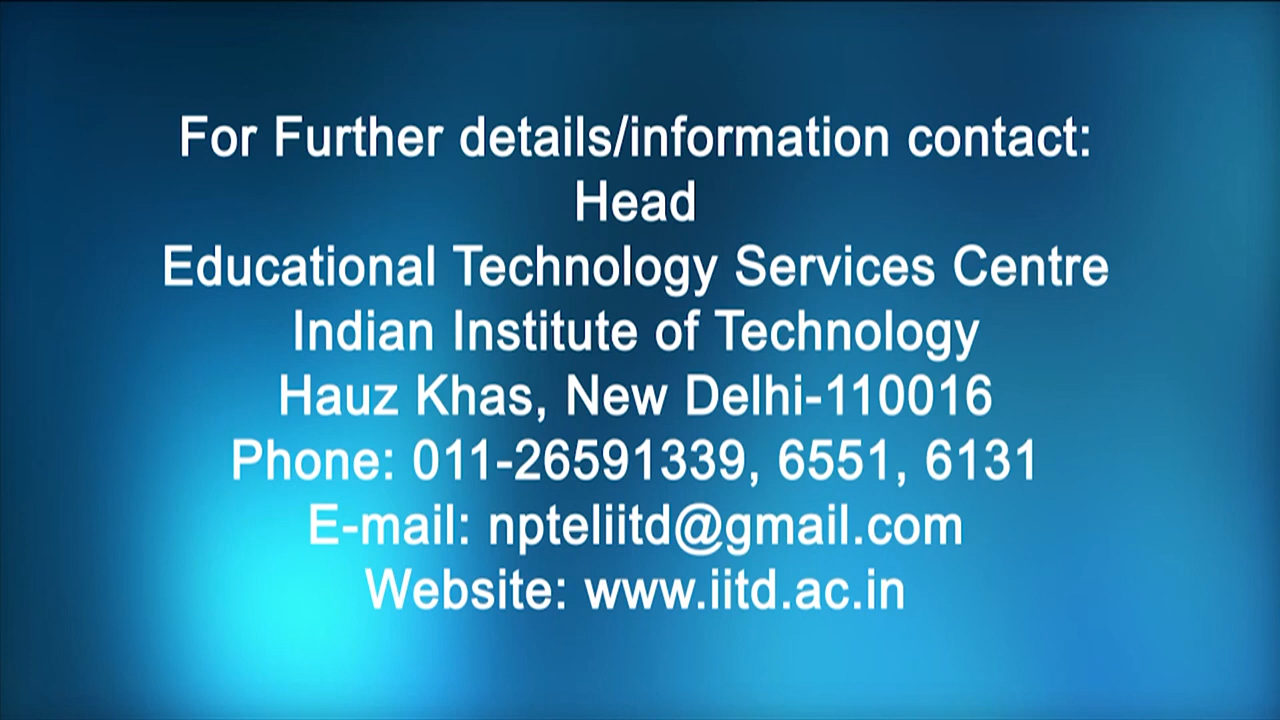 For Further details/information contact:
Head
Educational Technology Services Centre
Indian Institute of Technology
Hauz Khas, New Delhi-110016
Phone: 011-26591339, 6551, 6131
E-mail: npteliitd@gmail.com
Website: www.iitd.ac.in